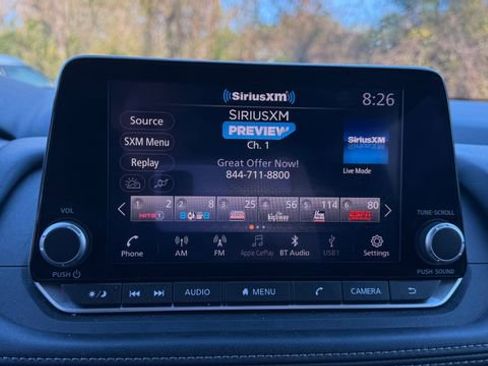 SiriusXM
8:26
SIRIUSXM
PREVIEW
Ch. 1
Source
SXM Menu
Replay
Great Offer Now!
844-711-8800
SiriusXM
Live Mode
1. 2 2. 8 3. 25 4. 56 5. 114 6. 80
HITS 1
VOL
TUNE·SCROLL
Phone
AM
FM
Apple CarPlay
BT Audio
USB1
Settings
PUSH
PUSH SOUND
AUDIO
MENU
CAMERA